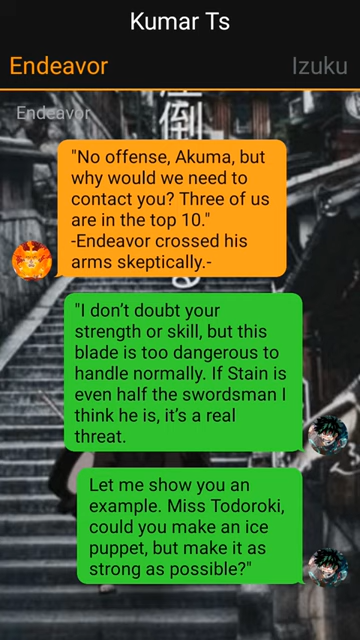 Kumar Ts
Endeavor
Izuku
倒
Endeavor
"No offense, Akuma, but
why would we need to
contact you? Three of us
are in the top 10."
-Endeavor crossed his
arms skeptically.-
"I don’t doubt your
strength or skill, but this
blade is too dangerous to
handle normally. If Stain is
even half the swordsman I
think he is, it’s a real
threat.
Let me show you an
example. Miss Todoroki,
could you make an ice
puppet, but make it as
strong as possible?"